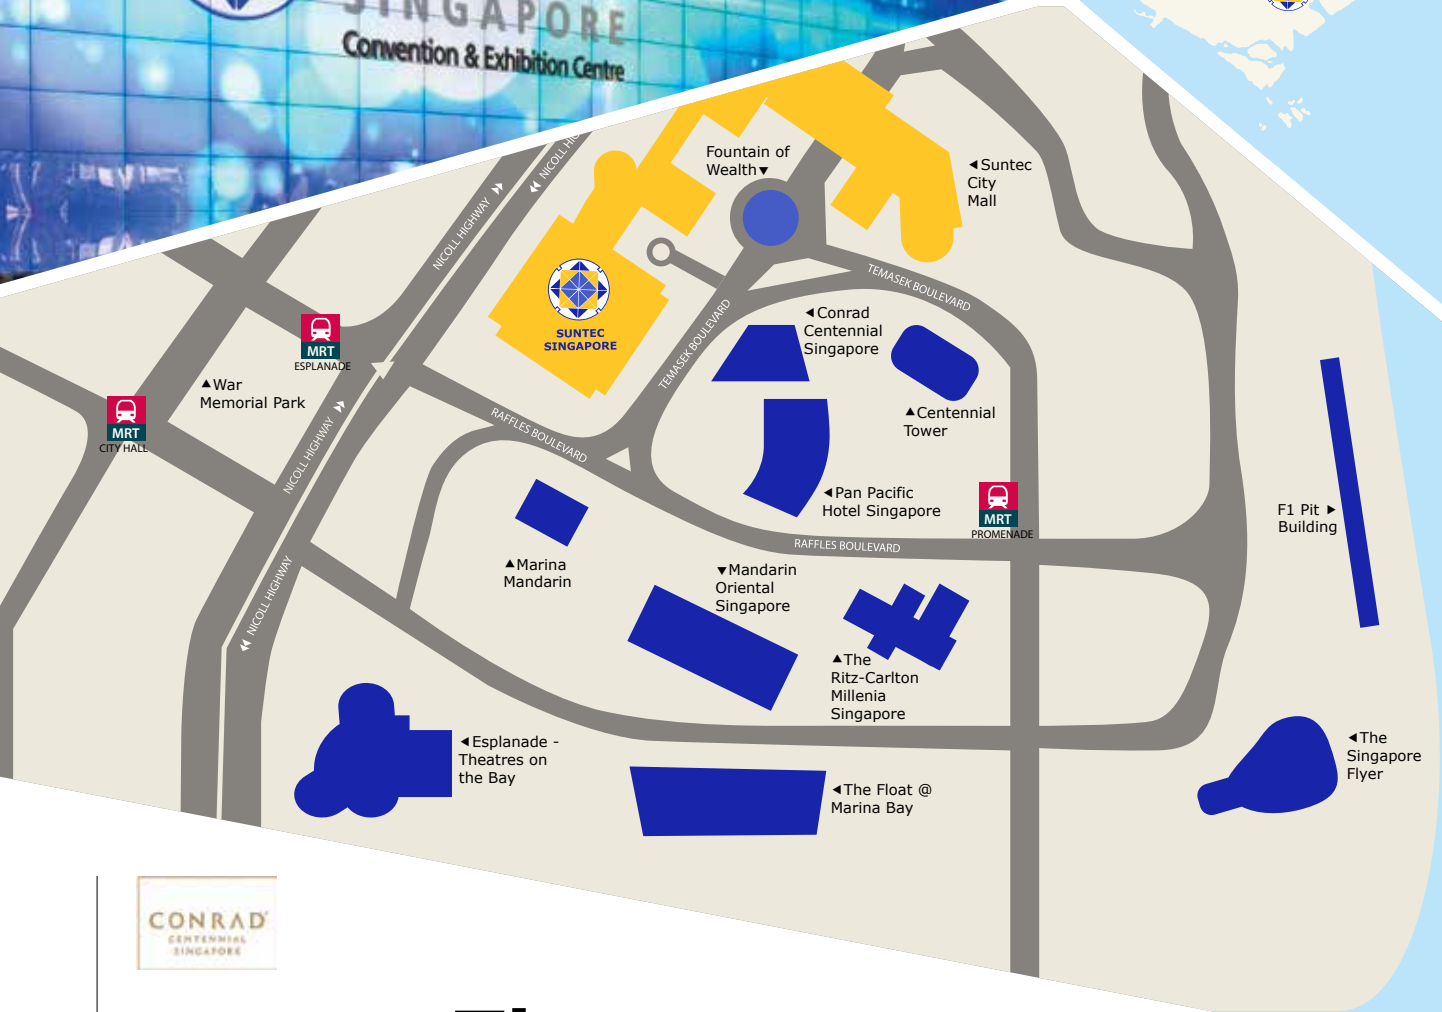 SINGAPORE
Convention & Exhibition Centre
NICOLL HIGHWAY
NICOLL HIG
Fountain of
Wealth▼
◄Suntec
City
Mall
TEMASEK BOULEVARD
SUNTEC
SINGAPORE
TEMASEK BOULEVARD
◄Conrad
Centennial
Singapore
MRT
ESPLANADE
▲War
Memorial Park
MRT
CITY HALL
NICOLL HIGHWAY
RAFFLES BOULEVARD
▲Centennial
Tower
◄Pan Pacific
Hotel Singapore
MRT
PROMENADE
F1 Pit ►
Building
RAFFLES BOULEVARD
▲Marina
Mandarin
▼Mandarin
Oriental
Singapore
NICOLL HIGHWAY
▲The
Ritz-Carlton
Millenia
Singapore
◄Esplanade -
Theatres on
the Bay
◄The
Singapore
Flyer
◄The Float @
Marina Bay
CONRAD
CENTENNIAL
SINGAPORE